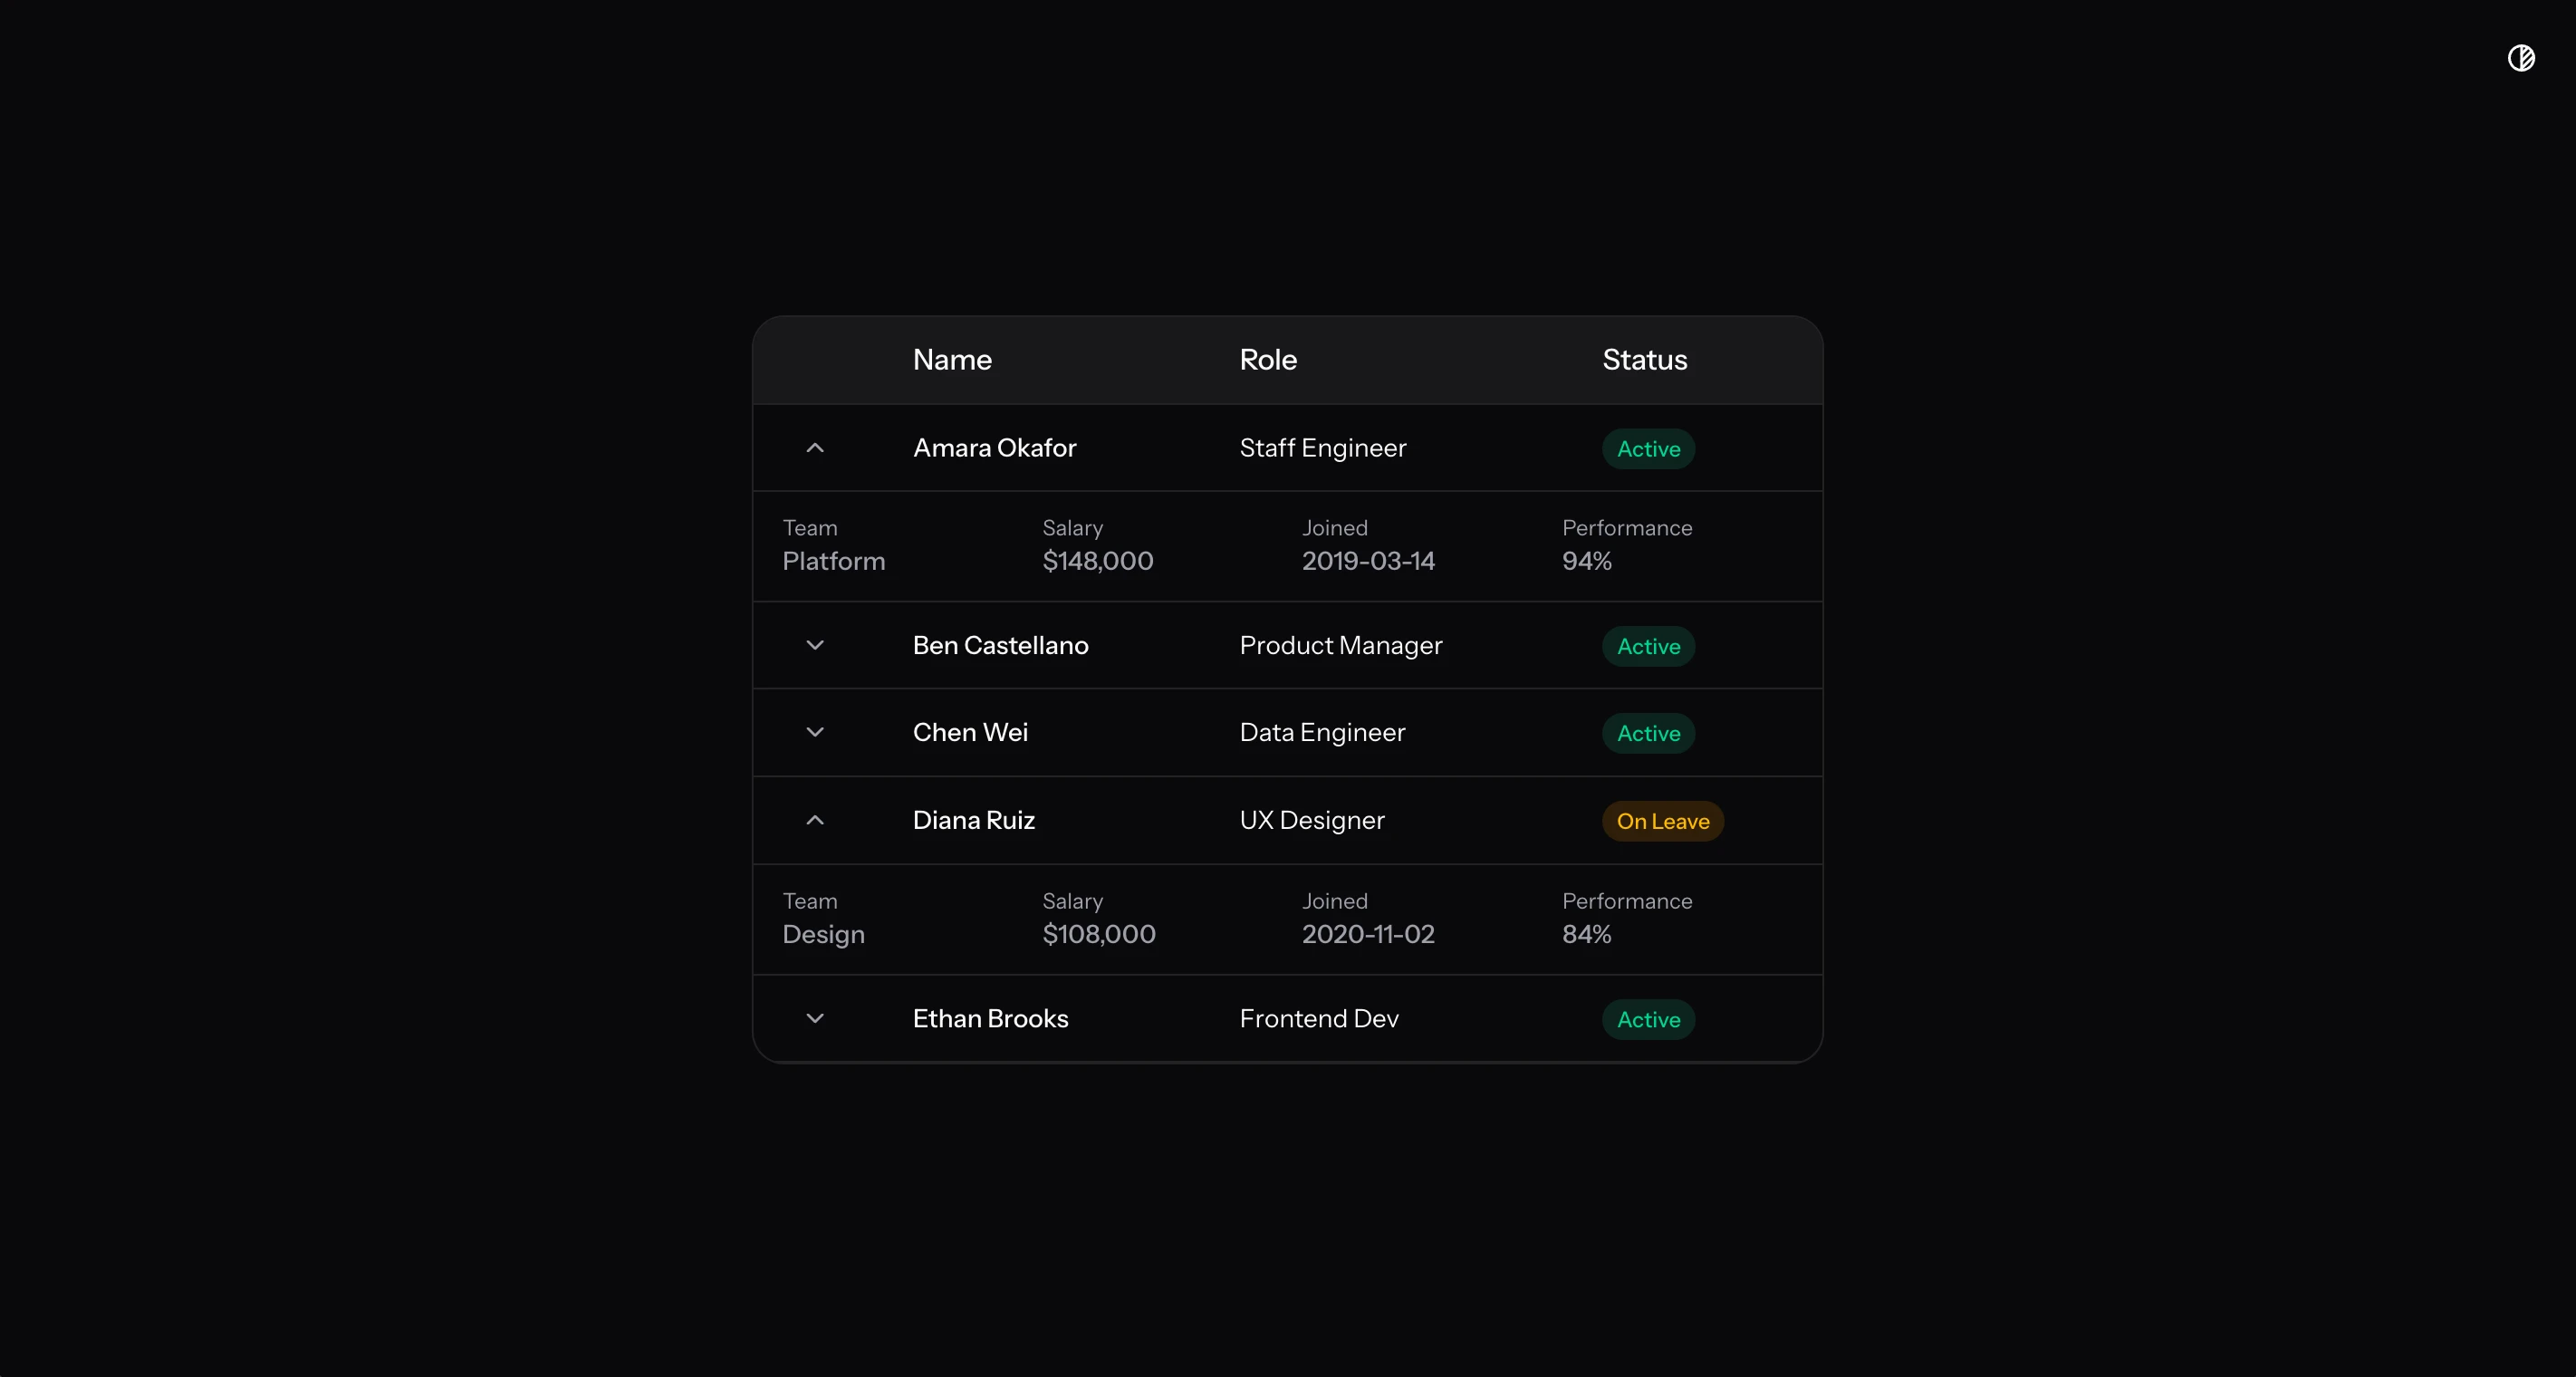 Name Role Status
Amara Okafor Staff Engineer Active
Team Salary Joined Performance
Platform $148,000 2019-03-14 94%
Ben Castellano Product Manager Active
Chen Wei Data Engineer Active
Diana Ruiz UX Designer On Leave
Team Salary Joined Performance
Design $108,000 2020-11-02 84%
Ethan Brooks Frontend Dev Active